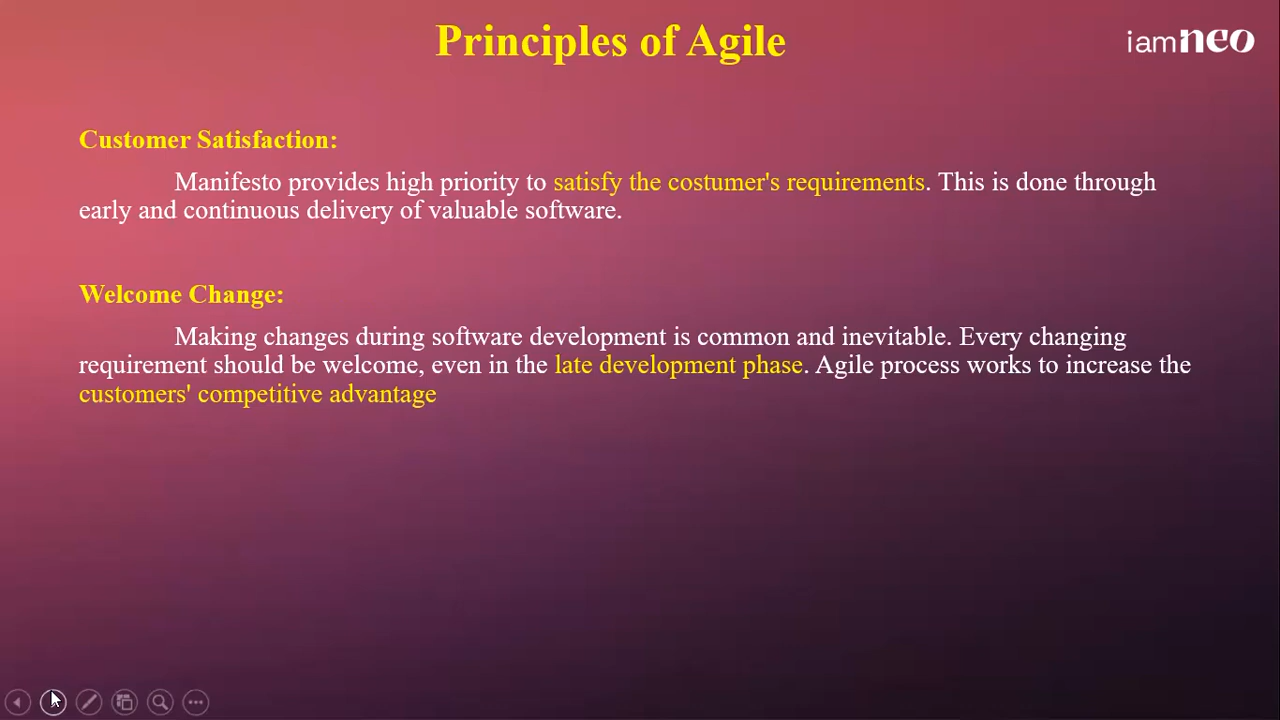 Principles of Agile
iamneo
Customer Satisfaction:
Manifesto provides high priority to satisfy the costumer's requirements. This is done through
early and continuous delivery of valuable software.
Welcome Change:
Making changes during software development is common and inevitable. Every changing
requirement should be welcome, even in the late development phase. Agile process works to increase the
customers' competitive advantage